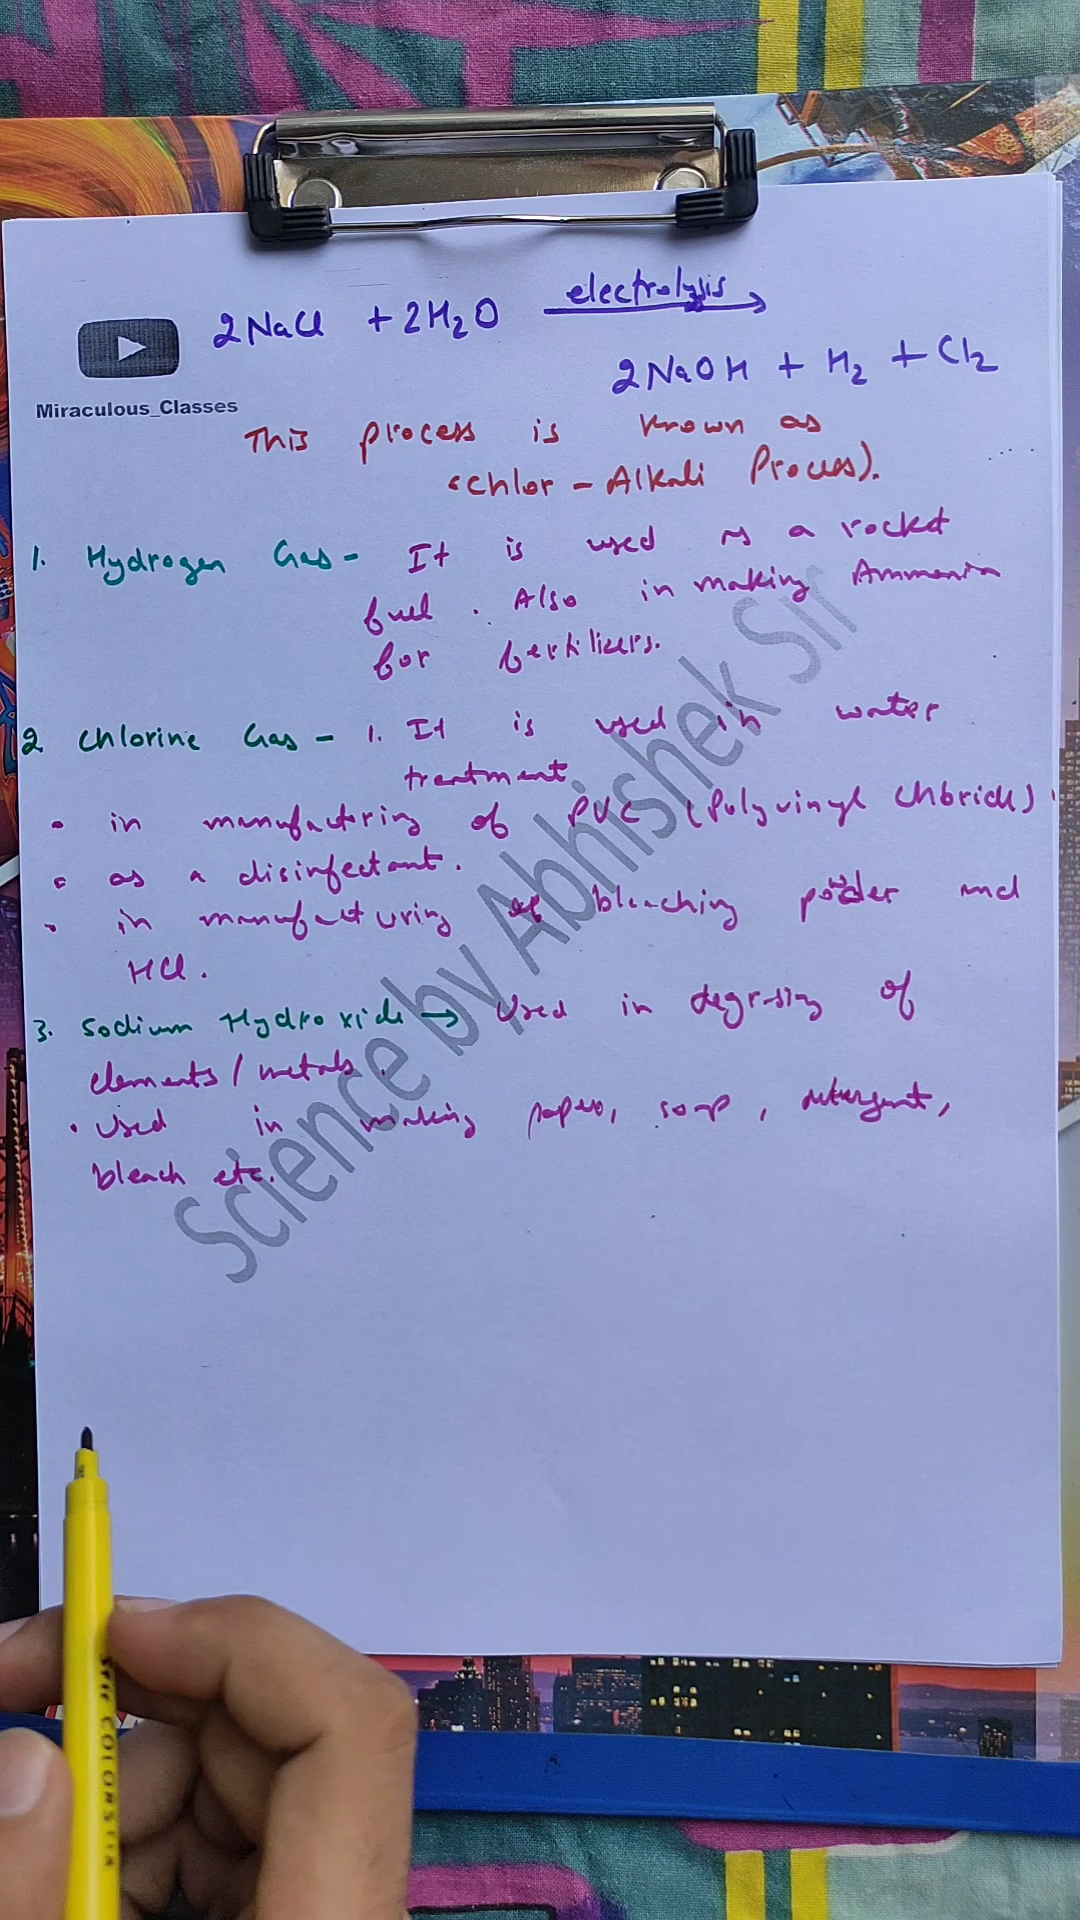 2NaCl + 2H₂O electrolysis
2NaOH + H₂ + Cl₂
Miraculous_Classes
This process is known as
(Chlor - Alkali Process).
1. Hydrogen Gas - It is used as a rocket
fuel. Also in making Ammonia
for fertilizers.
2 Chlorine Gas - 1. It is used in water
treatment
• in manufactoring of PVC (Polyvinyl Chloride).
• as a disinfectant.
• in manufacturing of bleaching powder and
HCl.
3. Sodium Hydroxide → Used in degrasing of
elements / metals.
• Used in making papers, soap, detergent,
bleach etc.
Science by Abhishek Sir